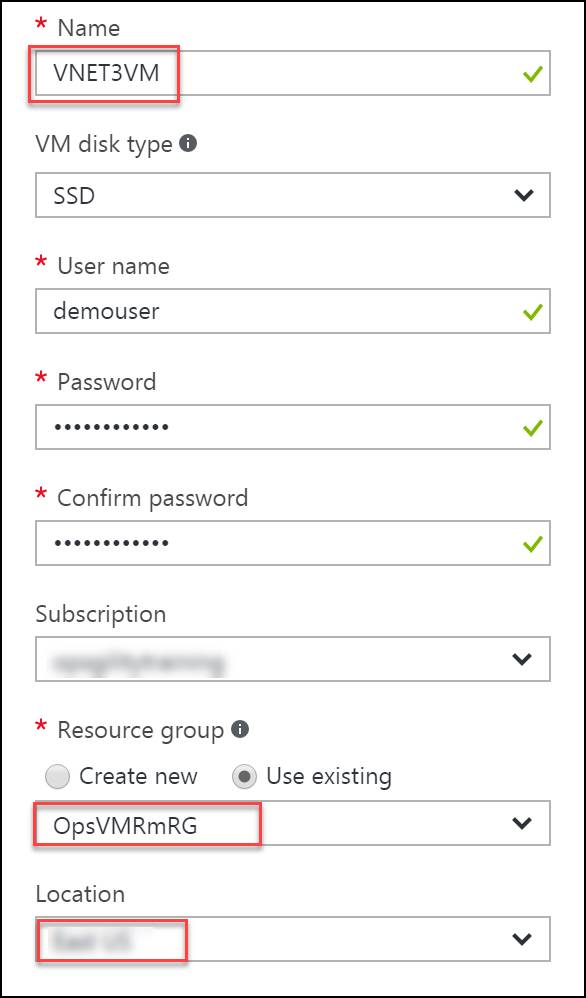 * Name
VNET3VM
VM disk type
SSD
* User name
demouser
* Password
••••••••••••
* Confirm password
••••••••••••
Subscription
* Resource group
Create new Use existing
OpsVMRmRG
Location